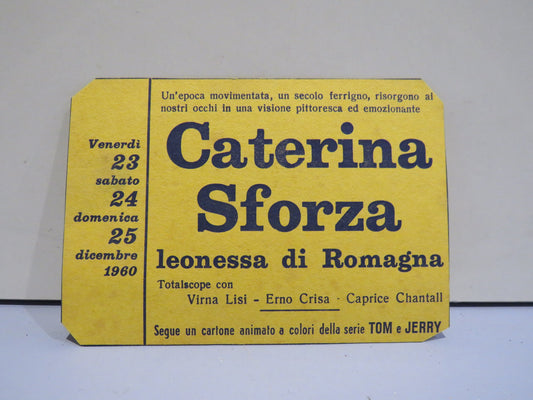 Venerdì
23
sabato
24
domenica
25
dicembre
1960
Un'epoca movimentata, un secolo ferrigno, risorgono ai
nostri occhi in una visione pittoresca ed emozionante
Caterina
Sforza
leonessa di Romagna
Totalscope con
Virna Lisi - Erno Crisa - Caprice Chantall
Segue un cartone animato a colori della serie TOM e JERRY